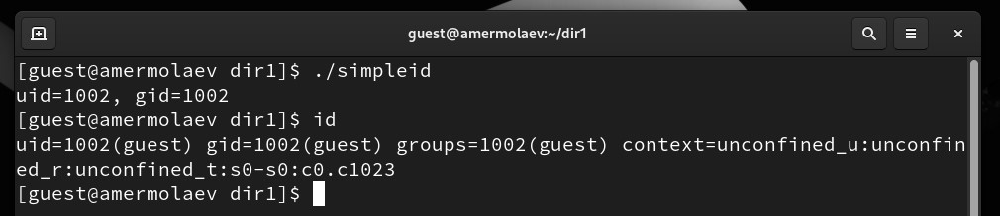 guest@amermolaev:~/dir1
[guest@amermolaev dir1]$ ./simpleid
uid=1002, gid=1002
[guest@amermolaev dir1]$ id
uid=1002(guest) gid=1002(guest) groups=1002(guest) context=unconfined_u:unconfin
ed_r:unconfined_t:s0-s0:c0.c1023
[guest@amermolaev dir1]$